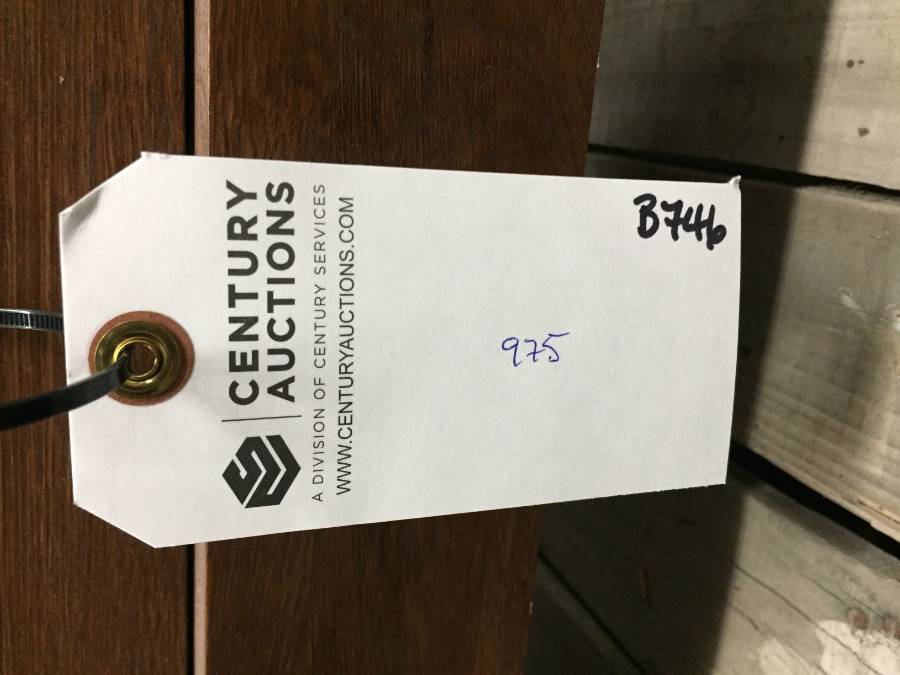 CENTURY
AUCTIONS
A DIVISION OF CENTURY SERVICES
WWW.CENTURYAUCTIONS.COM
975
B746